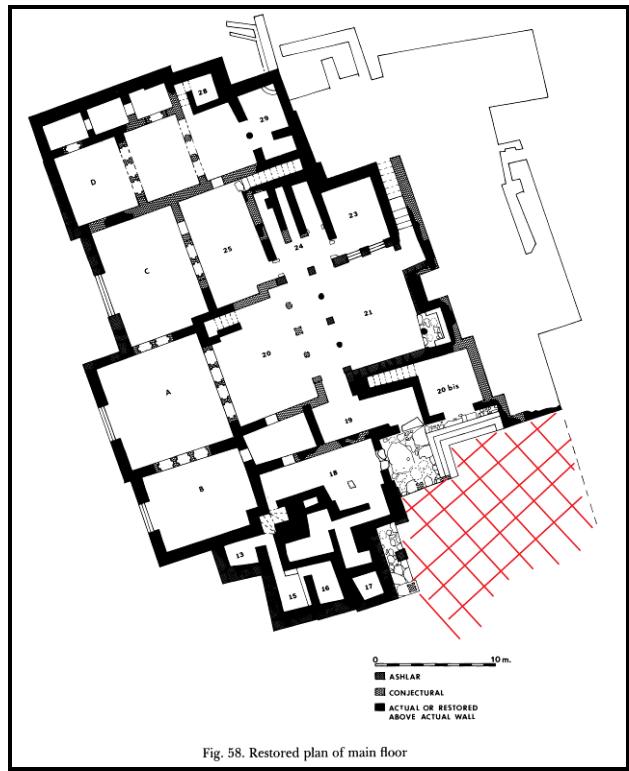 28
29
D
23
24
25
C
21
20
A
20 bis
19
18
B
13
15
16
17
0 10 m.
ASHLAR
CONJECTURAL
ACTUAL OR RESTORED
ABOVE ACTUAL WALL
Fig. 58. Restored plan of main floor